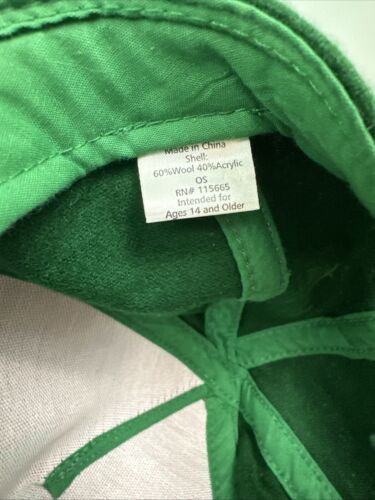 Made in China
Shell:
60%Wool 40%Acrylic
OS
RN# 115665
Intended for
Ages 14 and Older